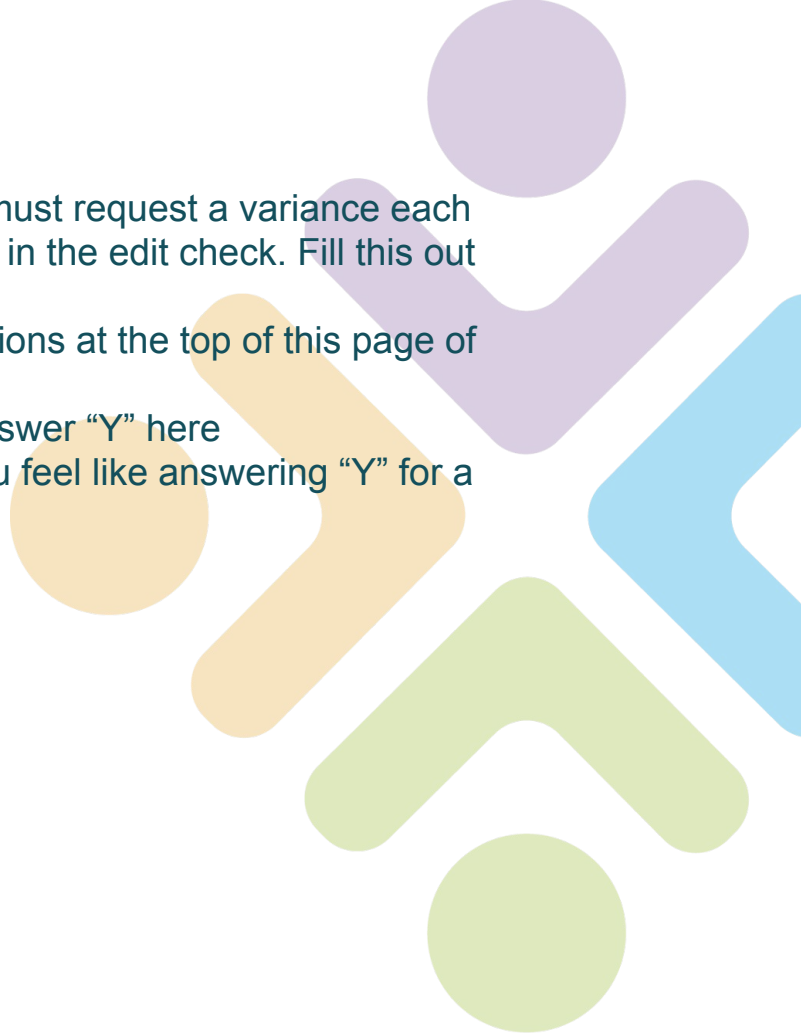 must request a variance each
in the edit check. Fill this out
ions at the top of this page of
swer “Y” here
u feel like answering “Y” for a